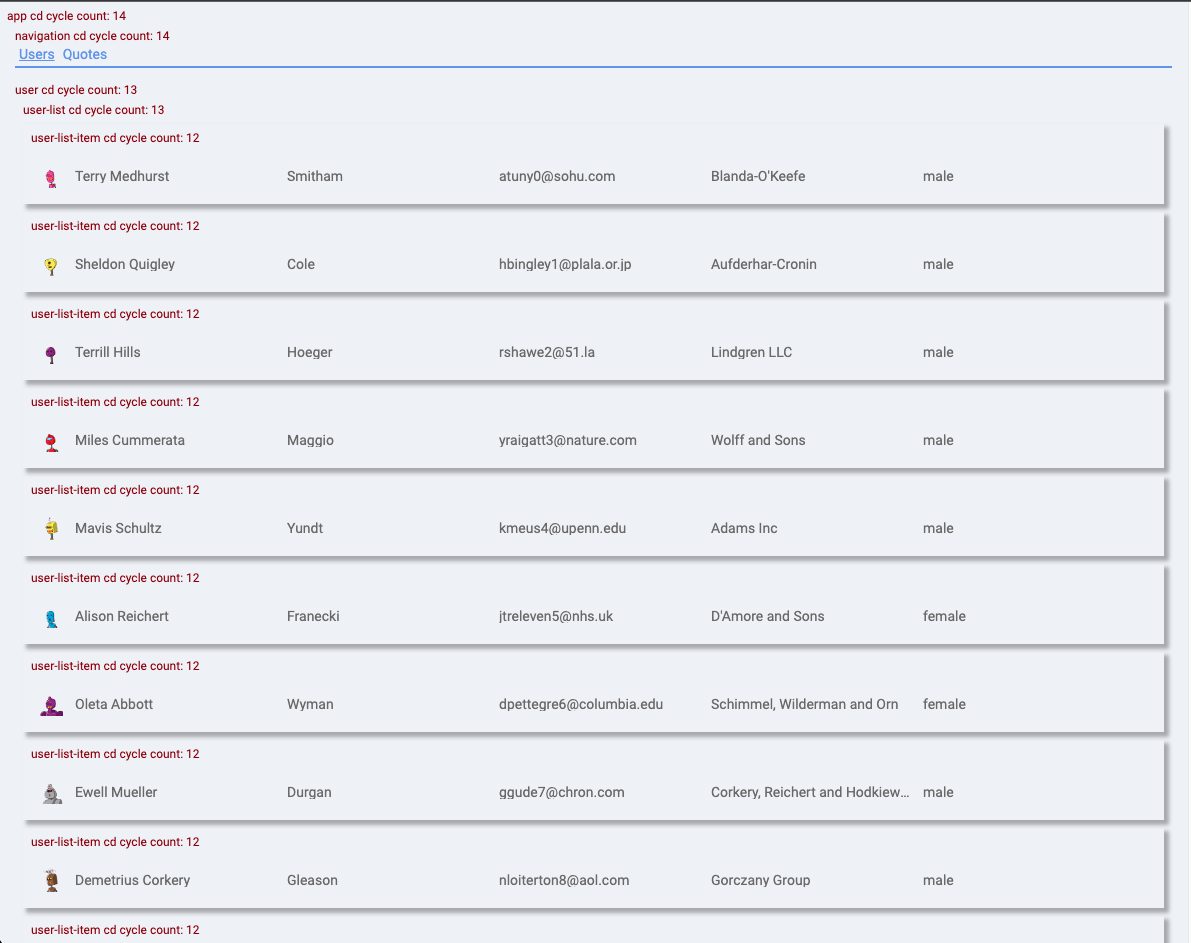 app cd cycle count: 14
navigation cd cycle count: 14
Users Quotes
user cd cycle count: 13
user-list cd cycle count: 13
user-list-item cd cycle count: 12
Terry Medhurst Smitham atuny0@sohu.com Blanda-O'Keefe male
user-list-item cd cycle count: 12
Sheldon Quigley Cole hbingley1@plala.or.jp Aufderhar-Cronin male
user-list-item cd cycle count: 12
Terrill Hills Hoeger rshawe2@51.la Lindgren LLC male
user-list-item cd cycle count: 12
Miles Cummerata Maggio yraigatt3@nature.com Wolff and Sons male
user-list-item cd cycle count: 12
Mavis Schultz Yundt kmeus4@upenn.edu Adams Inc male
user-list-item cd cycle count: 12
Alison Reichert Franecki jtreleven5@nhs.uk D'Amore and Sons female
user-list-item cd cycle count: 12
Oleta Abbott Wyman dpettegre6@columbia.edu Schimmel, Wilderman and Orn female
user-list-item cd cycle count: 12
Ewell Mueller Durgan ggude7@chron.com Corkery, Reichert and Hodkiew... male
user-list-item cd cycle count: 12
Demetrius Corkery Gleason nloiterton8@aol.com Gorczany Group male
user-list-item cd cycle count: 12